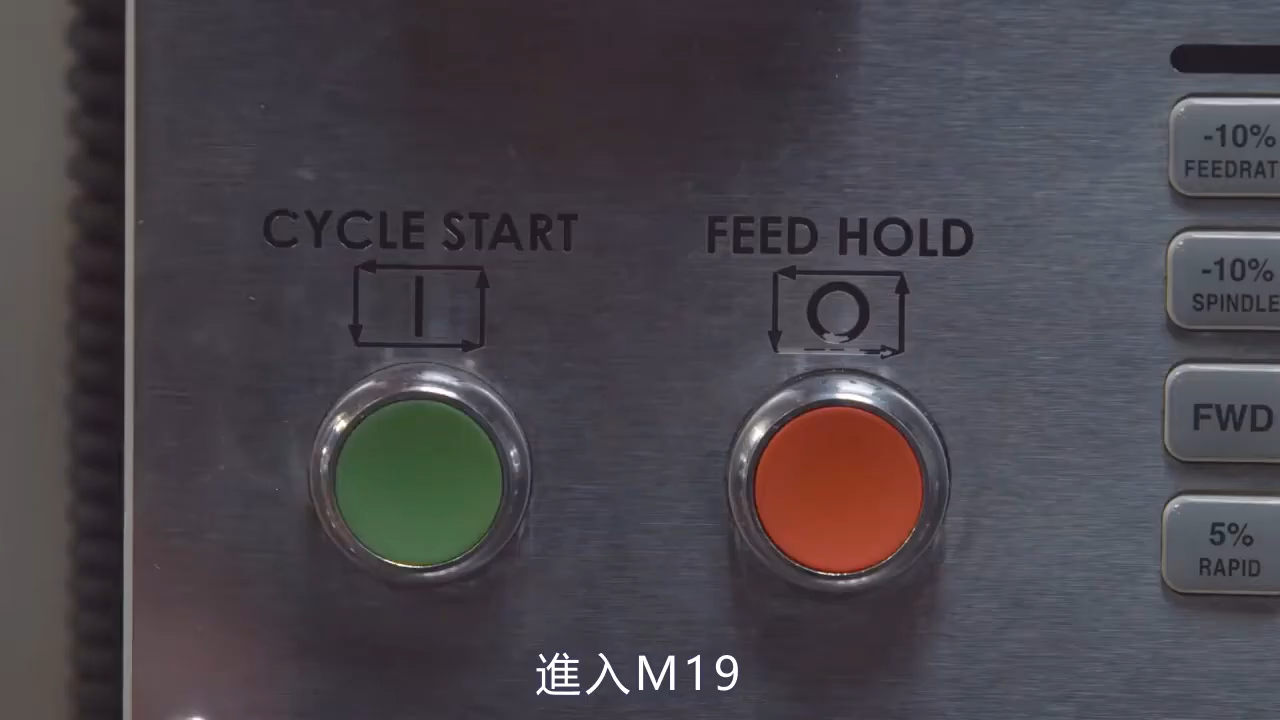 CYCLE START
FEED HOLD
-10%
FEEDRAT
-10%
SPINDLE
FWD
5%
RAPID
進入M19